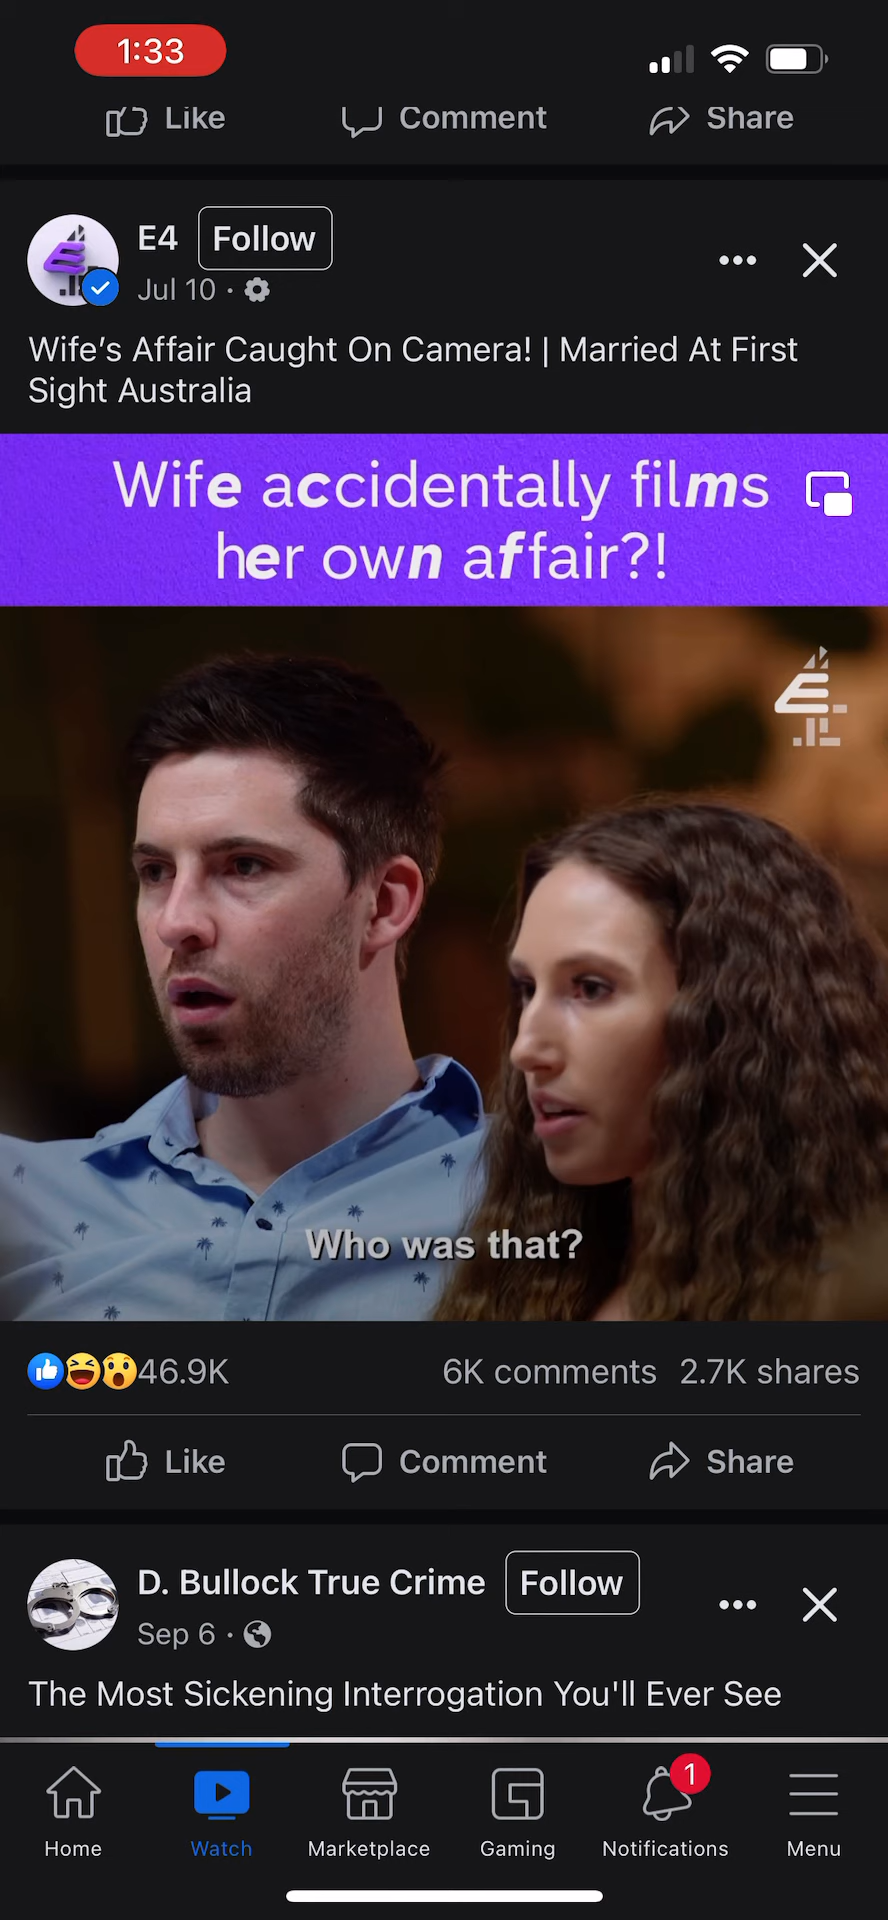 1:33
Like Comment Share
E4 Follow
Jul 10 ·
Wife's Affair Caught On Camera! | Married At First
Sight Australia
Wife accidentally films
her own affair?!
Who was that?
46.9K 6K comments 2.7K shares
Like Comment Share
D. Bullock True Crime Follow
Sep 6 ·
The Most Sickening Interrogation You'll Ever See
1
Home Watch Marketplace Gaming Notifications Menu